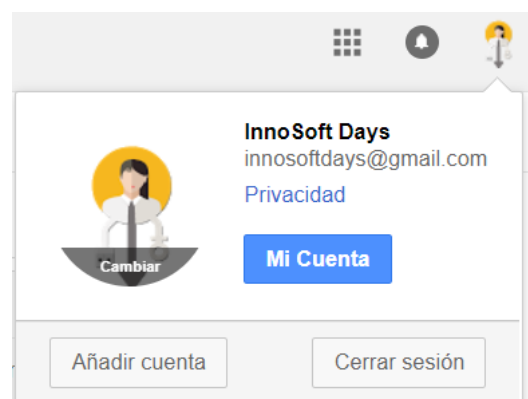 InnoSoft Days
innosoftdays@gmail.com
Privacidad
Cambiar
Mi Cuenta
Añadir cuenta
Cerrar sesión